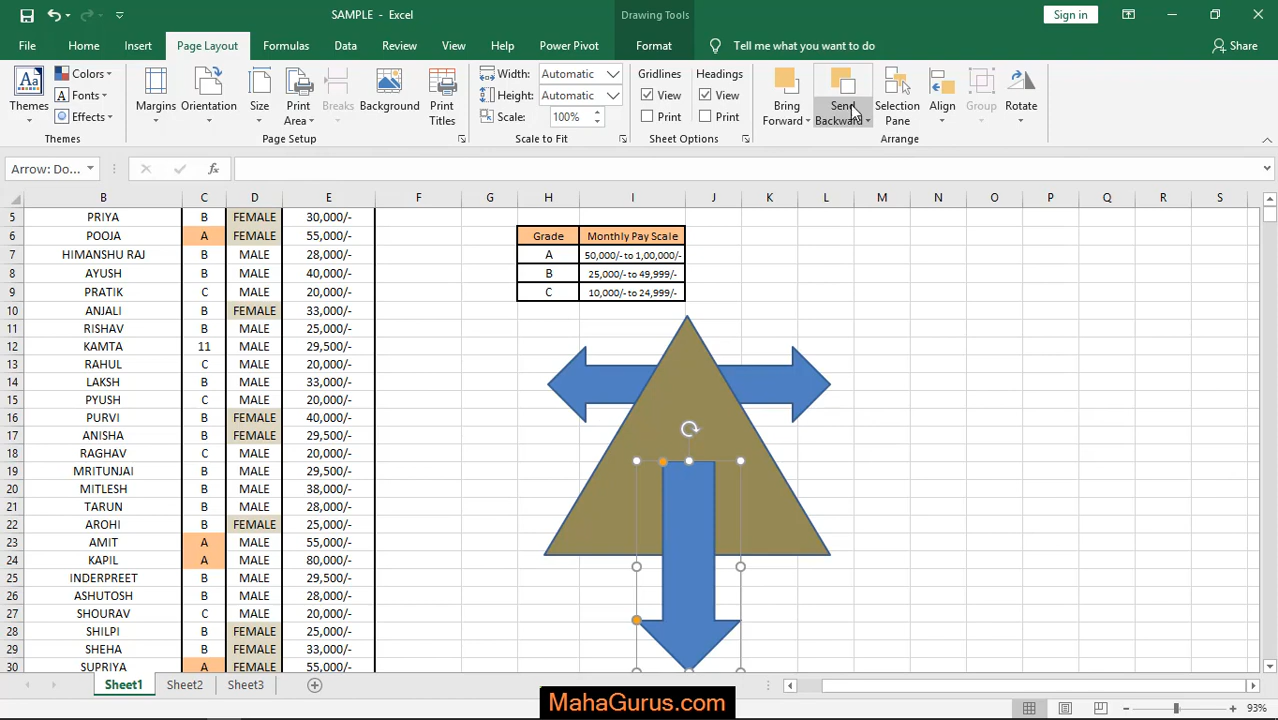 SAMPLE - Excel
Drawing Tools
Sign in
File Home Insert Page Layout Formulas Data Review View Help Power Pivot Format Tell me what you want to do Share
Themes
Colors
Fonts
Effects
Themes
Margins
Orientation
Size
Print Area
Breaks
Background
Print Titles
Page Setup
Width: Automatic
Height: Automatic
Scale: 100%
Scale to Fit
Gridlines
View
Print
Headings
View
Print
Sheet Options
Bring Forward
Send Backward
Selection Pane
Align
Group
Rotate
Arrange
Arrow: Do...
fx
B C D E F G H I J K L M N O P Q R S
5 PRIYA B FEMALE 30,000/-
6 POOJA A FEMALE 55,000/- Grade Monthly Pay Scale
7 HIMANSHU RAJ B MALE 28,000/- A 50,000/- to 1,00,000/-
8 AYUSH B MALE 40,000/- B 25,000/- to 49,999/-
9 PRATIK C MALE 20,000/- C 10,000/- to 24,999/-
10 ANJALI B FEMALE 33,000/-
11 RISHAV B MALE 25,000/-
12 KAMTA 11 MALE 29,500/-
13 RAHUL C MALE 20,000/-
14 LAKSH B MALE 33,000/-
15 PYUSH C MALE 20,000/-
16 PURVI B FEMALE 40,000/-
17 ANISHA B FEMALE 29,500/-
18 RAGHAV C MALE 20,000/-
19 MRITUNJAI B MALE 29,500/-
20 MITLESH B MALE 38,000/-
21 TARUN B MALE 28,000/-
22 AROHI B FEMALE 25,000/-
23 AMIT A MALE 55,000/-
24 KAPIL A MALE 80,000/-
25 INDERPREET B MALE 29,500/-
26 ASHUTOSH B MALE 28,000/-
27 SHOURAV C MALE 20,000/-
28 SHILPI B FEMALE 25,000/-
29 SHEHA B FEMALE 33,000/-
30 SUPRIYA A FEMALE 55,000/-
Sheet1 Sheet2 Sheet3
MahaGurus.com
93%